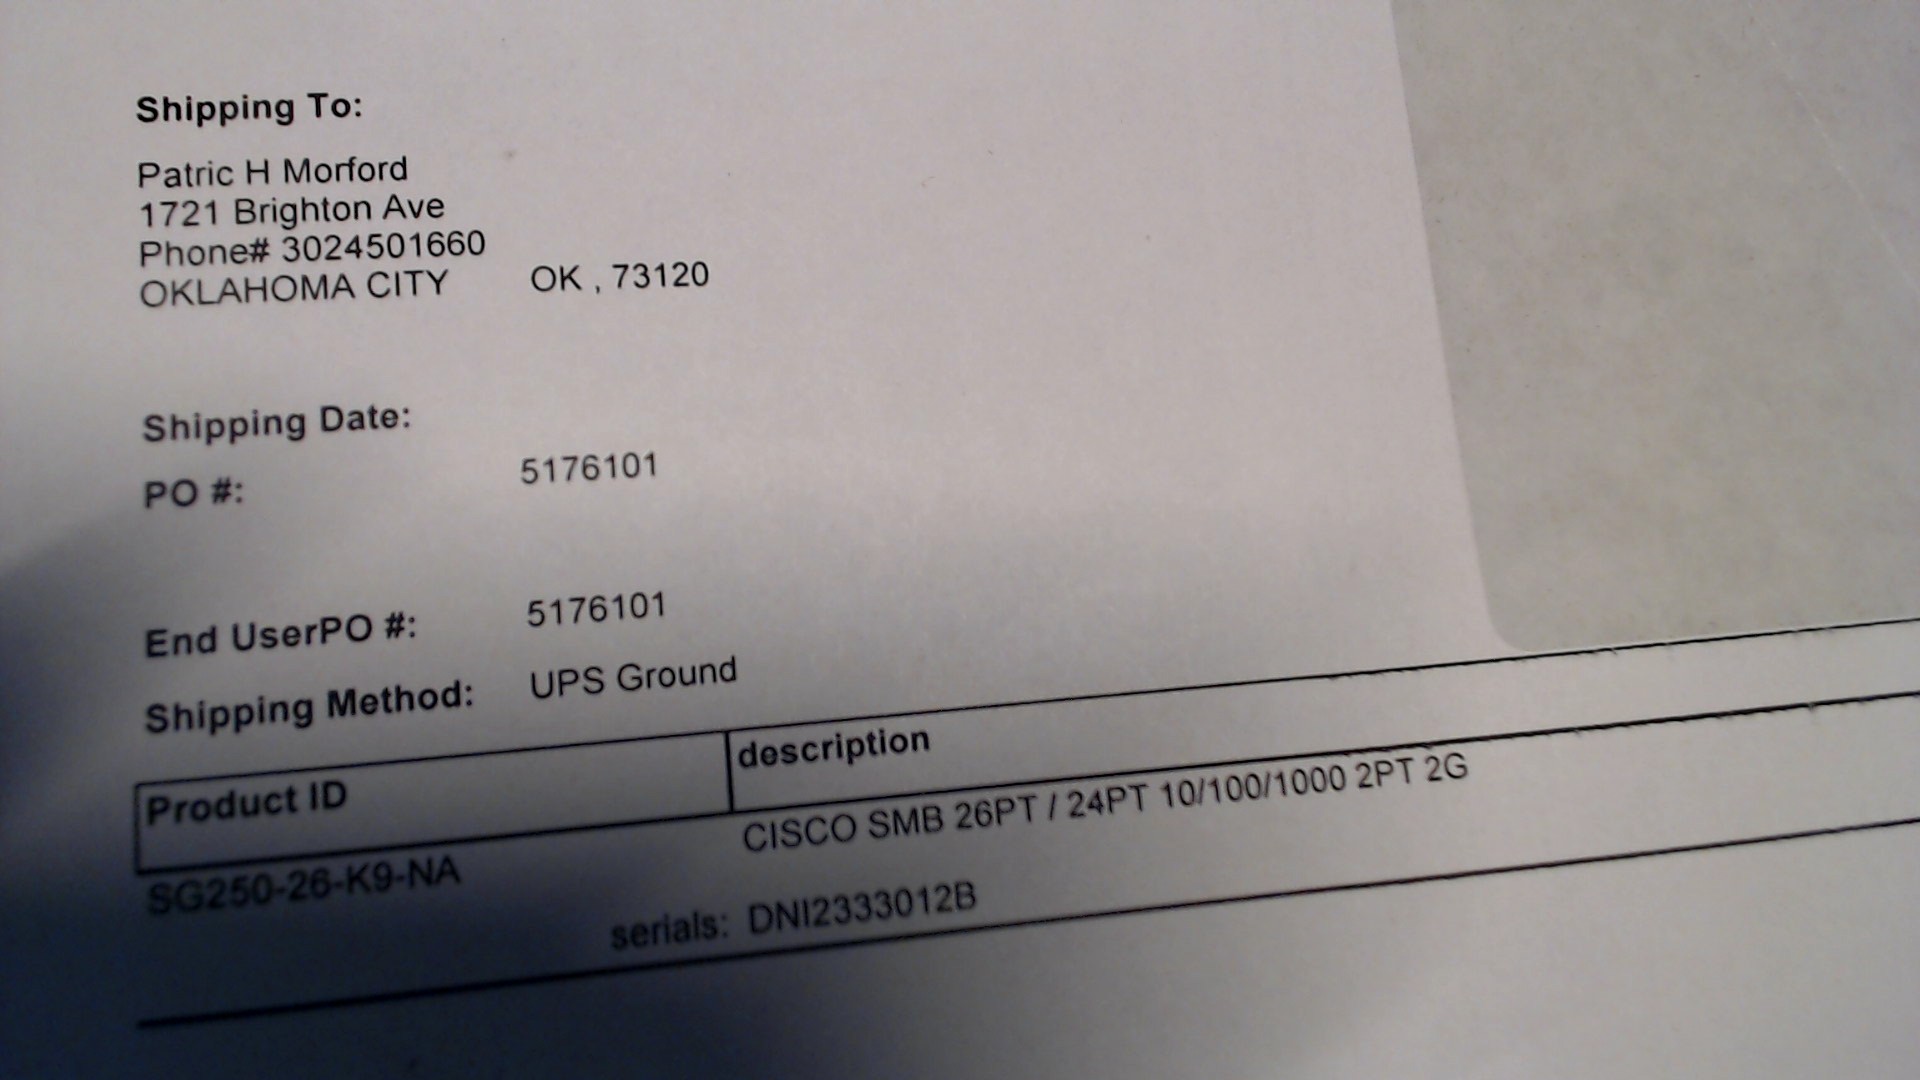 Shipping To:
Patric H Morford
1721 Brighton Ave
Phone# 3024501660
OKLAHOMA CITY OK , 73120
Shipping Date:
PO #: 5176101
End UserPO #: 5176101
Shipping Method: UPS Ground
Product ID description
SG250-26-K9-NA CISCO SMB 26PT / 24PT 10/100/1000 2PT 2G
serials: DNI2333012B